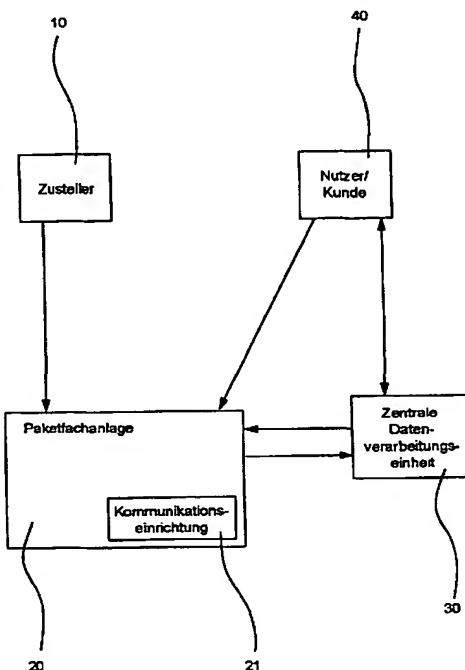 10
40
Zusteller
Nutzer/
Kunde
Paketfachanlage
Zentrale
Daten-
verarbeitungs-
einheit
Kommunikations-
einrichtung
20
21
30